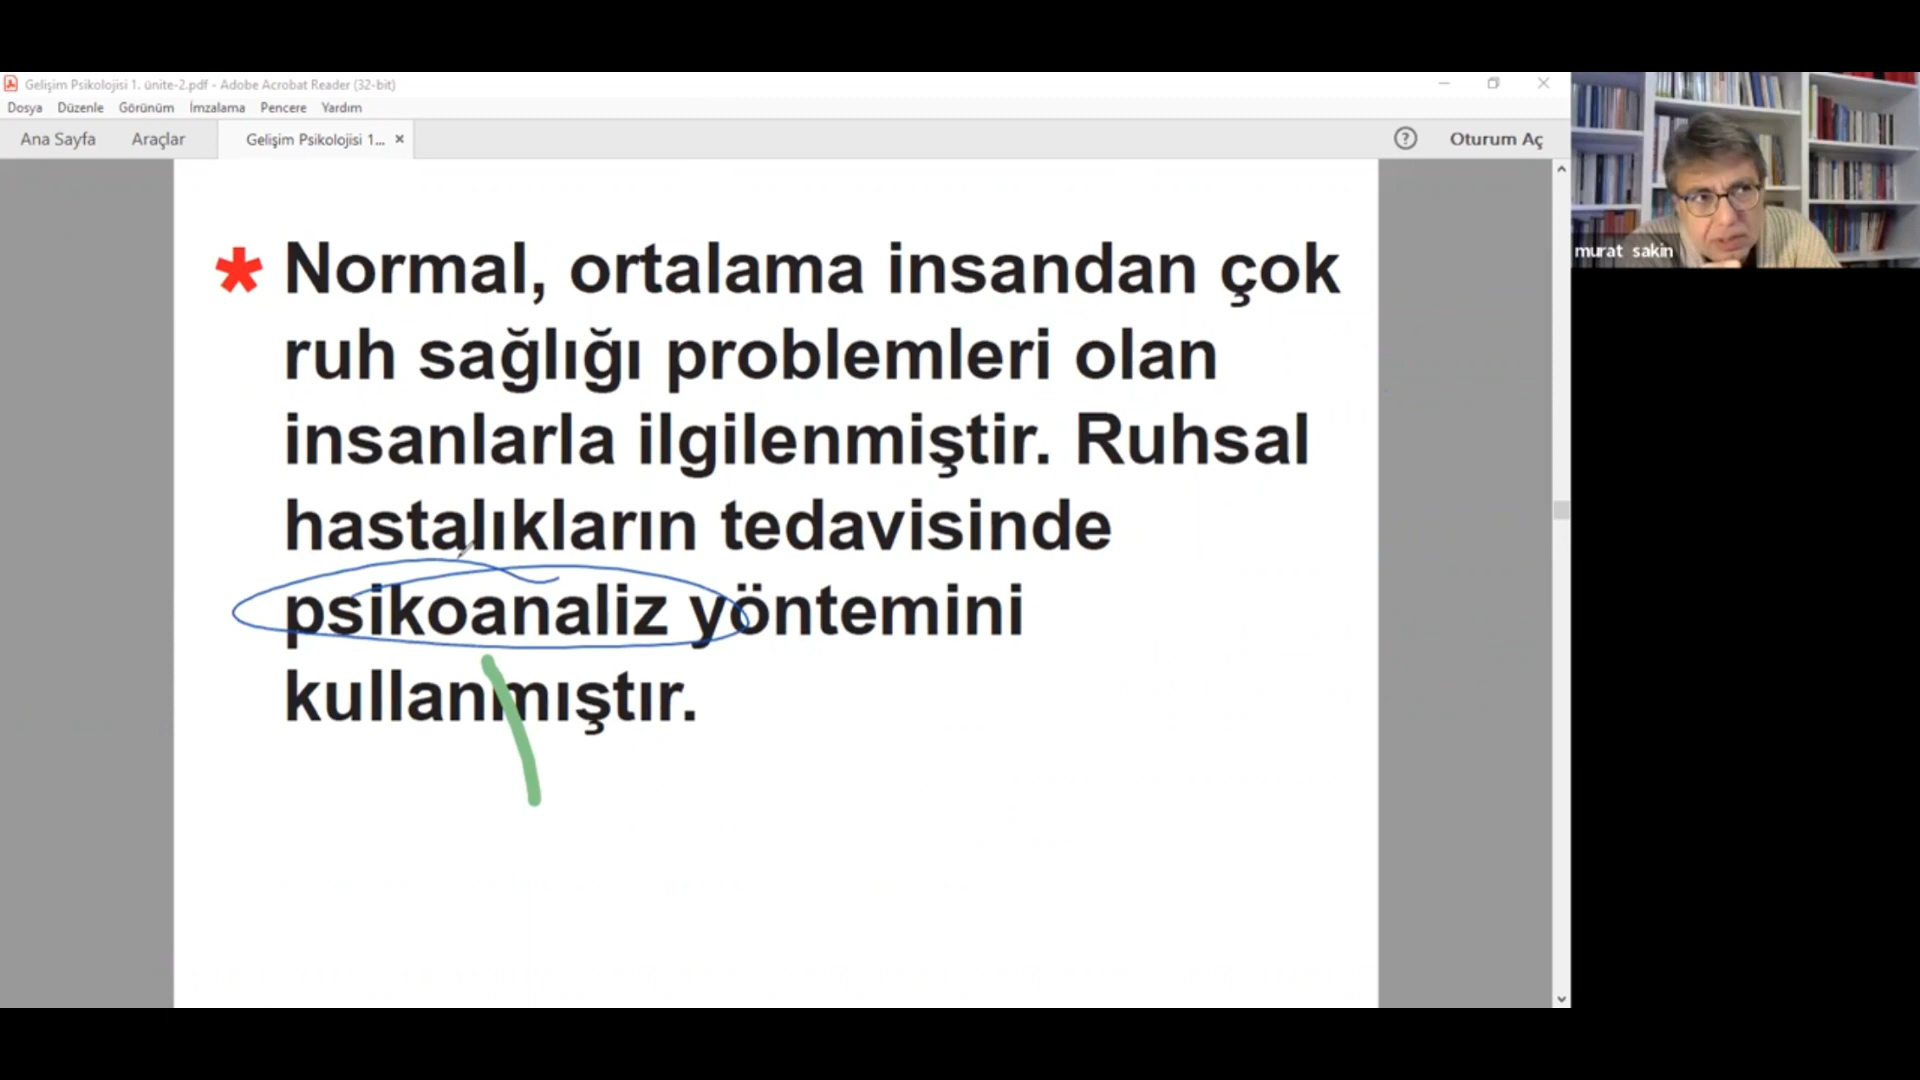 Gelişim Psikolojisi 1. ünite-2.pdf - Adobe Acrobat Reader (32-bit)
Dosya Düzenle Görünüm İmzalama Pencere Yardım
Ana Sayfa Araçlar Gelişim Psikolojisi 1... × ? Oturum Aç
* Normal, ortalama insandan çok
ruh sağlığı problemleri olan
insanlarla ilgilenmiştir. Ruhsal
hastalıkların tedavisinde
psikoanaliz yöntemini
kullanmıştır.
murat sakin